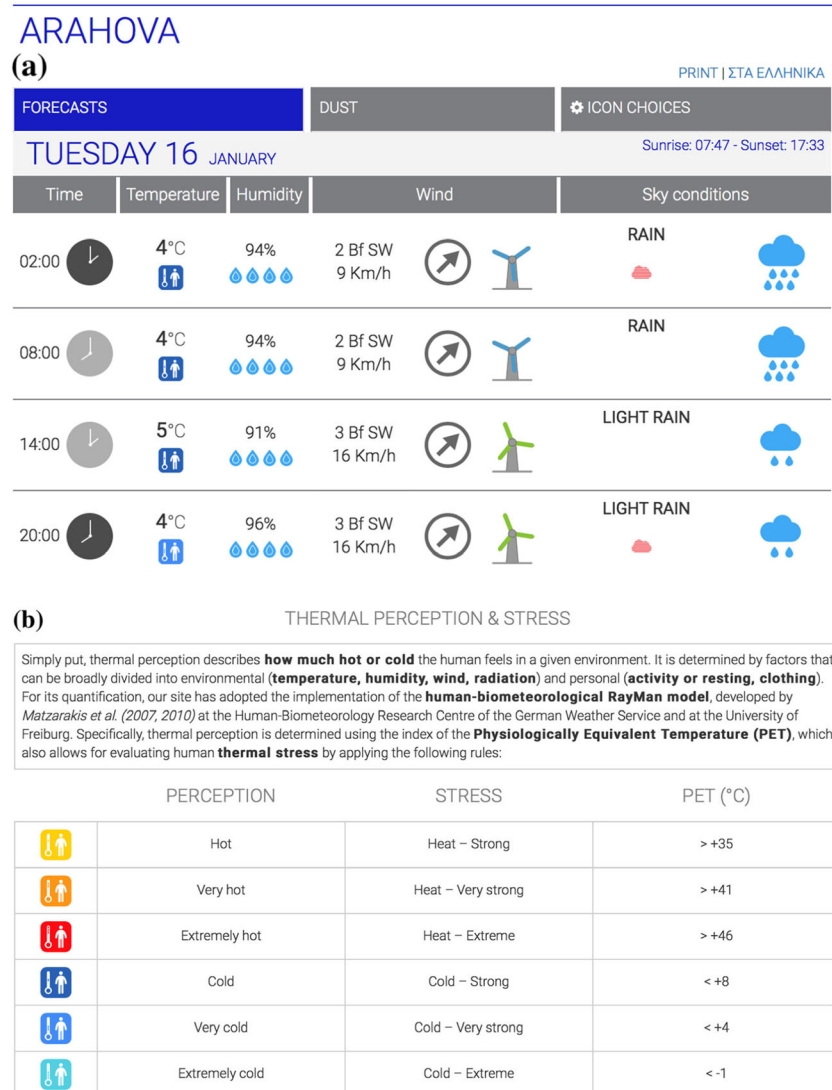 ARAHOVA
(a)
PRINT | ΣΤΑ ΕΛΛΗΝΙΚΑ
FORECASTS DUST ICON CHOICES
TUESDAY 16 JANUARY Sunrise: 07:47 - Sunset: 17:33
Time Temperature Humidity Wind Sky conditions
02:00 4°C 94% 2 Bf SW 9 Km/h RAIN
08:00 4°C 94% 2 Bf SW 9 Km/h RAIN
14:00 5°C 91% 3 Bf SW 16 Km/h LIGHT RAIN
20:00 4°C 96% 3 Bf SW 16 Km/h LIGHT RAIN
(b) THERMAL PERCEPTION & STRESS
Simply put, thermal perception describes how much hot or cold the human feels in a given environment. It is determined by factors that
can be broadly divided into environmental (temperature, humidity, wind, radiation) and personal (activity or resting, clothing).
For its quantification, our site has adopted the implementation of the human-biometeorological RayMan model, developed by
Matzarakis et al. (2007, 2010) at the Human-Biometeorology Research Centre of the German Weather Service and at the University of
Freiburg. Specifically, thermal perception is determined using the index of the Physiologically Equivalent Temperature (PET), which
also allows for evaluating human thermal stress by applying the following rules:
PERCEPTION STRESS PET (°C)
Hot Heat – Strong > +35
Very hot Heat – Very strong > +41
Extremely hot Heat – Extreme > +46
Cold Cold – Strong < +8
Very cold Cold – Very strong < +4
Extremely cold Cold – Extreme < -1